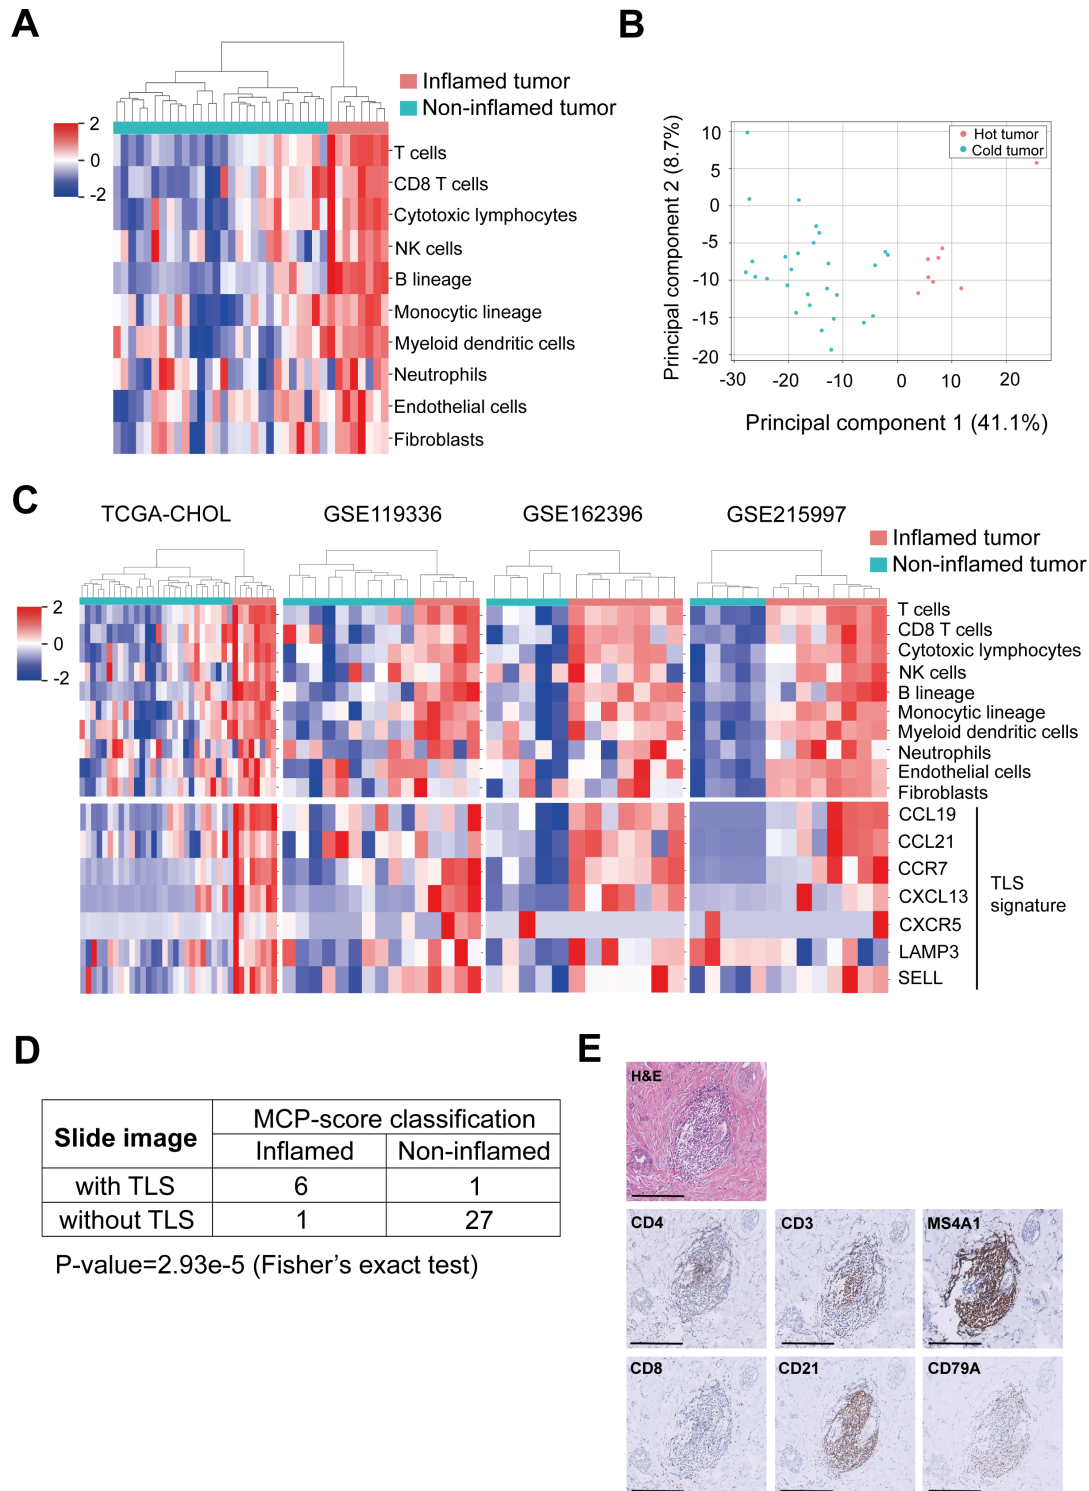 A
Inflamed tumor
Non-inflamed tumor
2
0
-2
T cells
CD8 T cells
Cytotoxic lymphocytes
NK cells
B lineage
Monocytic lineage
Myeloid dendritic cells
Neutrophils
Endothelial cells
Fibroblasts
B
Principal component 2 (8.7%)
10
5
0
-5
-10
-15
-20
Hot tumor
Cold tumor
-30 -20 -10 0 10 20
Principal component 1 (41.1%)
C
TCGA-CHOL GSE119336 GSE162396 GSE215997
Inflamed tumor
Non-inflamed tumor
2
0
-2
T cells
CD8 T cells
Cytotoxic lymphocytes
NK cells
B lineage
Monocytic lineage
Myeloid dendritic cells
Neutrophils
Endothelial cells
Fibroblasts
CCL19
CCL21
CCR7
CXCL13
CXCR5
LAMP3
SELL
TLS
signature
D
Slide image
MCP-score classification
Inflamed Non-inflamed
with TLS 6 1
without TLS 1 27
P-value=2.93e-5 (Fisher's exact test)
E
H&E
CD4 CD3 MS4A1
CD8 CD21 CD79A